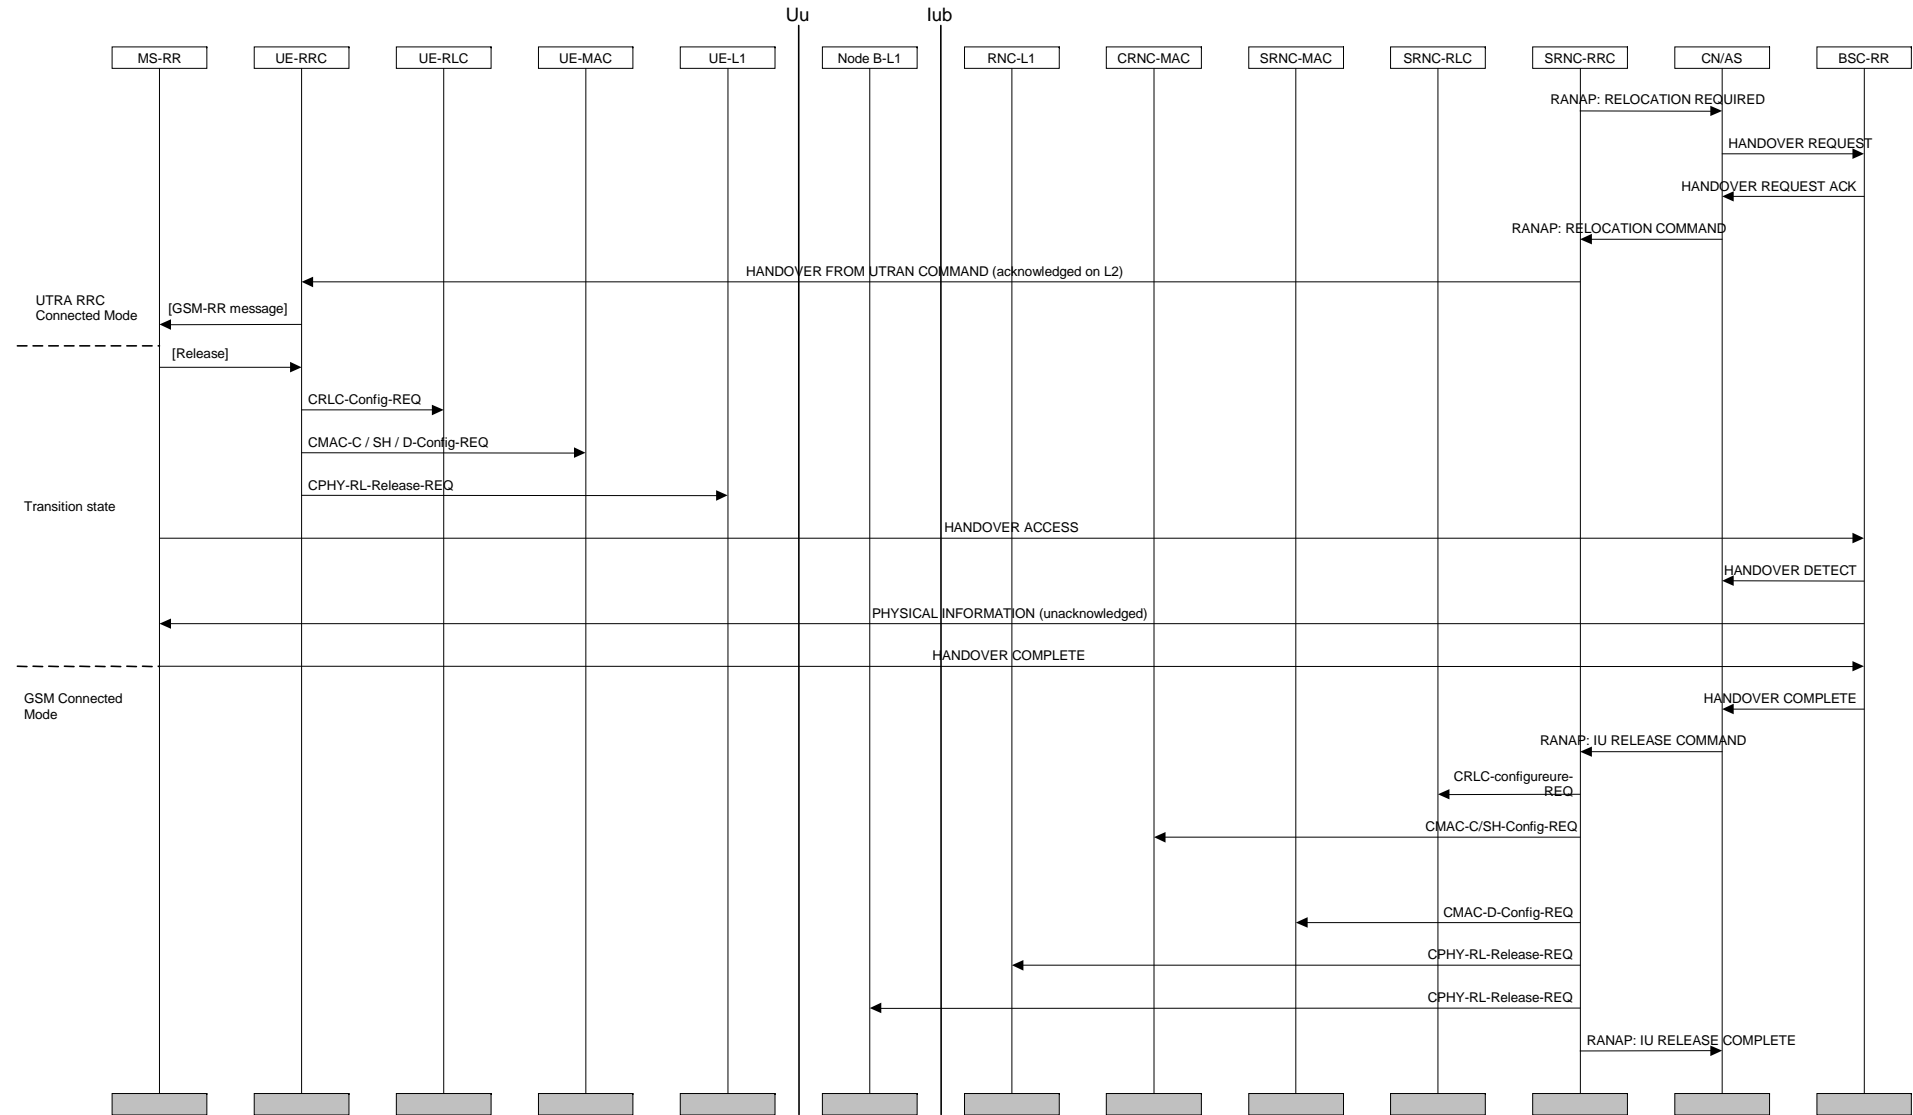 Uu
Iub
MS-RR
UE-RRC
UE-RLC
UE-MAC
UE-L1
Node B-L1
RNC-L1
CRNC-MAC
SRNC-MAC
SRNC-RLC
SRNC-RRC
CN/AS
BSC-RR
RANAP: RELOCATION REQUIRED
HANDOVER REQUEST
HANDOVER REQUEST ACK
RANAP: RELOCATION COMMAND
HANDOVER FROM UTRAN COMMAND (acknowledged on L2)
UTRA RRC
Connected Mode
[GSM-RR message]
[Release]
CRLC-Config-REQ
CMAC-C / SH / D-Config-REQ
CPHY-RL-Release-REQ
Transition state
HANDOVER ACCESS
HANDOVER DETECT
PHYSICAL INFORMATION (unacknowledged)
HANDOVER COMPLETE
GSM Connected
Mode
HANDOVER COMPLETE
RANAP: IU RELEASE COMMAND
CRLC-configureure-
REQ
CMAC-C/SH-Config-REQ
CMAC-D-Config-REQ
CPHY-RL-Release-REQ
CPHY-RL-Release-REQ
RANAP: IU RELEASE COMPLETE